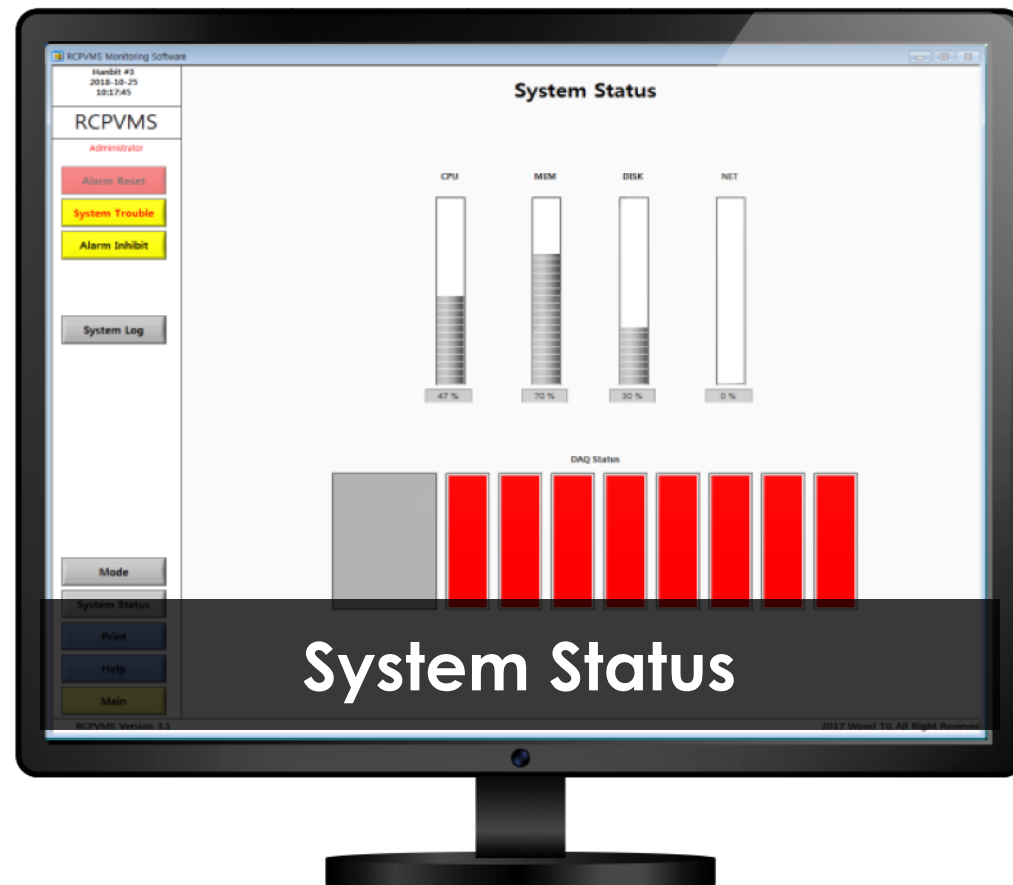 RCPVMS Monitoring Software
Hanbit #3
2018-10-25
10:17:45
RCPVMS
Administrator
Alarm Reset
System Trouble
Alarm Inhibit
System Log
Mode
System Status
Print
Help
Main
RCPVMS Version 3.1
System Status
CPU MEM DISK NET
47 % 70 % 30 % 0 %
DAQ Status
System Status
2017 Woori TG All Right Reserved